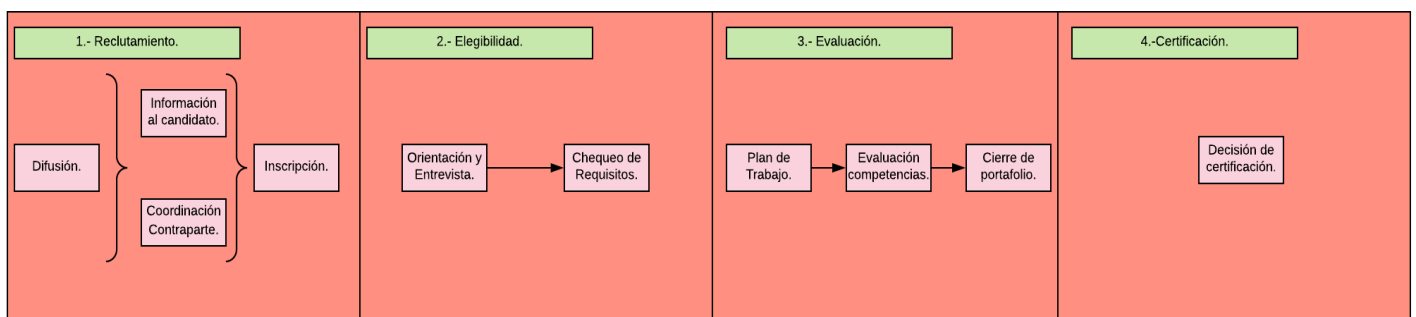 1.- Reclutamiento.
Difusión.
Información
al candidato.
Coordinación
Contraparte.
Inscripción.
2.- Elegibilidad.
Orientación y
Entrevista.
Chequeo de
Requisitos.
3.- Evaluación.
Plan de
Trabajo.
Evaluación
competencias.
Cierre de
portafolio.
4.-Certificación.
Decisión de
certificación.